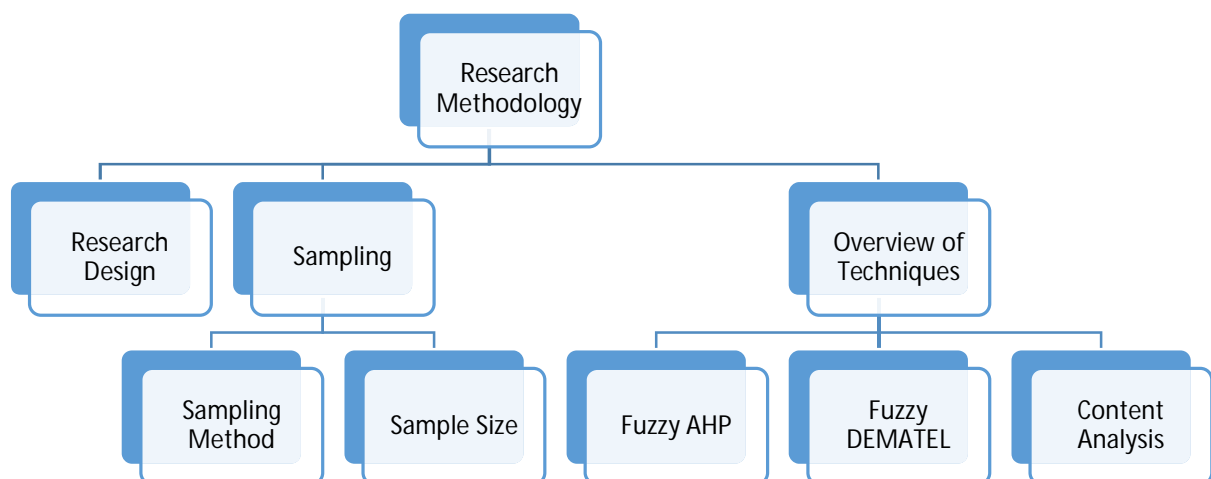 Research
Methodology
Research
Design
Sampling
Overview of
Techniques
Sampling
Method
Sample Size
Fuzzy AHP
Fuzzy
DEMATEL
Content
Analysis